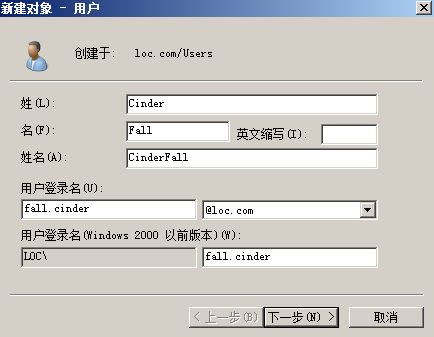 新建对象 - 用户
创建于: loc.com/Users
姓(L): Cinder
名(F): Fall 英文缩写(I):
姓名(A): CinderFall
用户登录名(U):
fall.cinder @loc.com
用户登录名(Windows 2000 以前版本)(W):
LOC\ fall.cinder
< 上一步(B) 下一步(N) > 取消